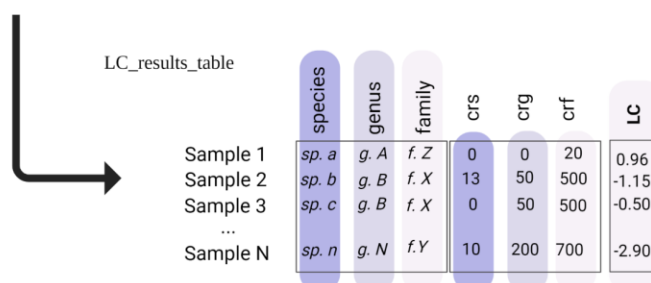 LC_results_table
species genus family crs crg crf LC
Sample 1 sp. a g. A f. Z 0 0 20 0.96
Sample 2 sp. b g. B f. X 13 50 500 -1.15
Sample 3 sp. c g. B f. X 0 50 500 -0.50
...
Sample N sp. n g. N f.Y 10 200 700 -2.90